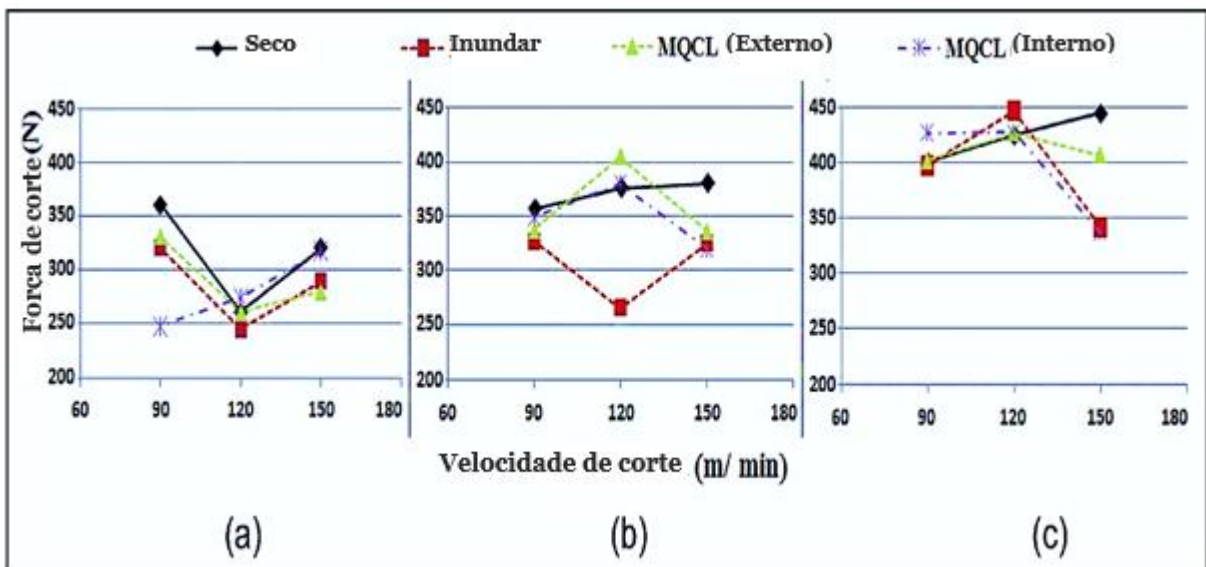 Seco Inundar MQCL (Externo) MQCL (Interno)
Força de corte (N)
450
400
350
300
250
200
60 90 120 150 180
450
400
350
300
250
200
60 90 120 150 180
450
400
350
300
250
200
60 90 120 150 180
Velocidade de corte (m/ min)
(a) (b) (c)